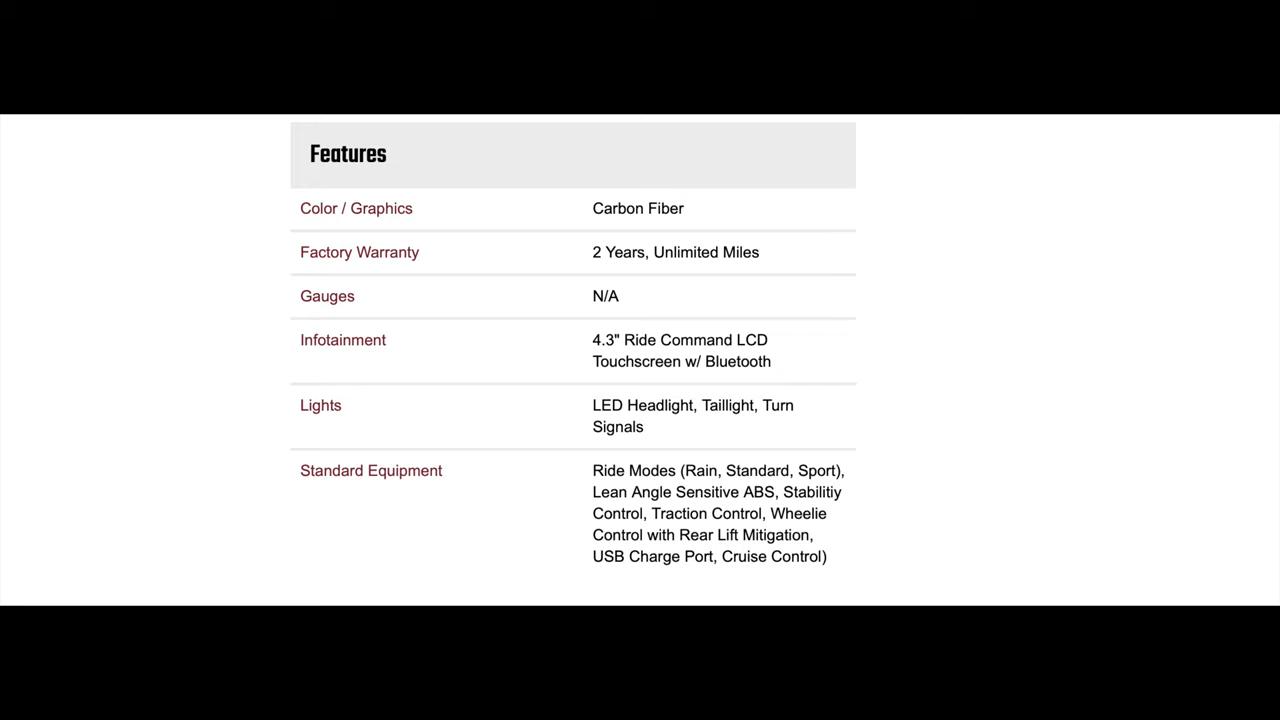 Features
Color / Graphics
Carbon Fiber
Factory Warranty
2 Years, Unlimited Miles
Gauges
N/A
Infotainment
4.3" Ride Command LCD
Touchscreen w/ Bluetooth
Lights
LED Headlight, Taillight, Turn
Signals
Standard Equipment
Ride Modes (Rain, Standard, Sport),
Lean Angle Sensitive ABS, Stabilitiy
Control, Traction Control, Wheelie
Control with Rear Lift Mitigation,
USB Charge Port, Cruise Control)